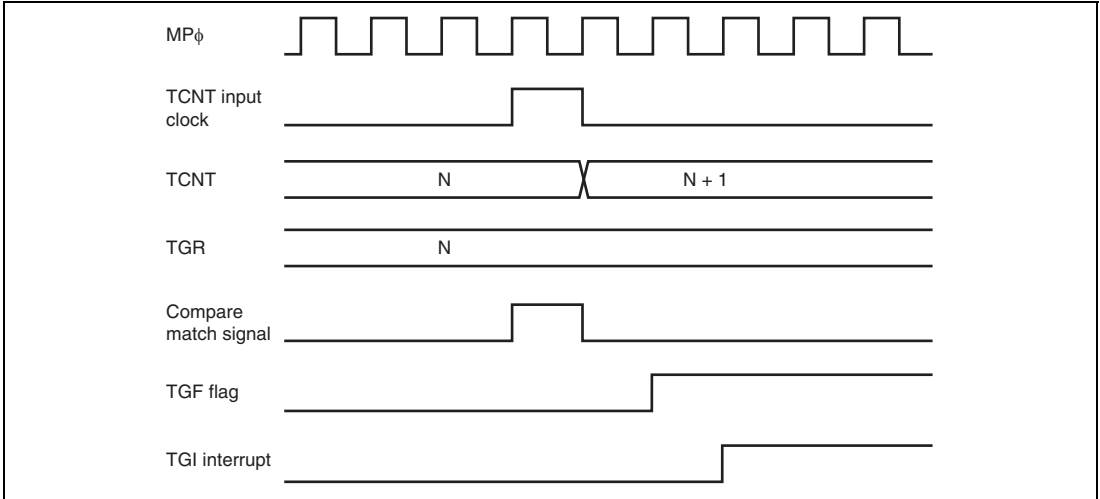 MPϕ
TCNT input
clock
TCNT
N
N + 1
TGR
N
Compare
match signal
TGF flag
TGI interrupt